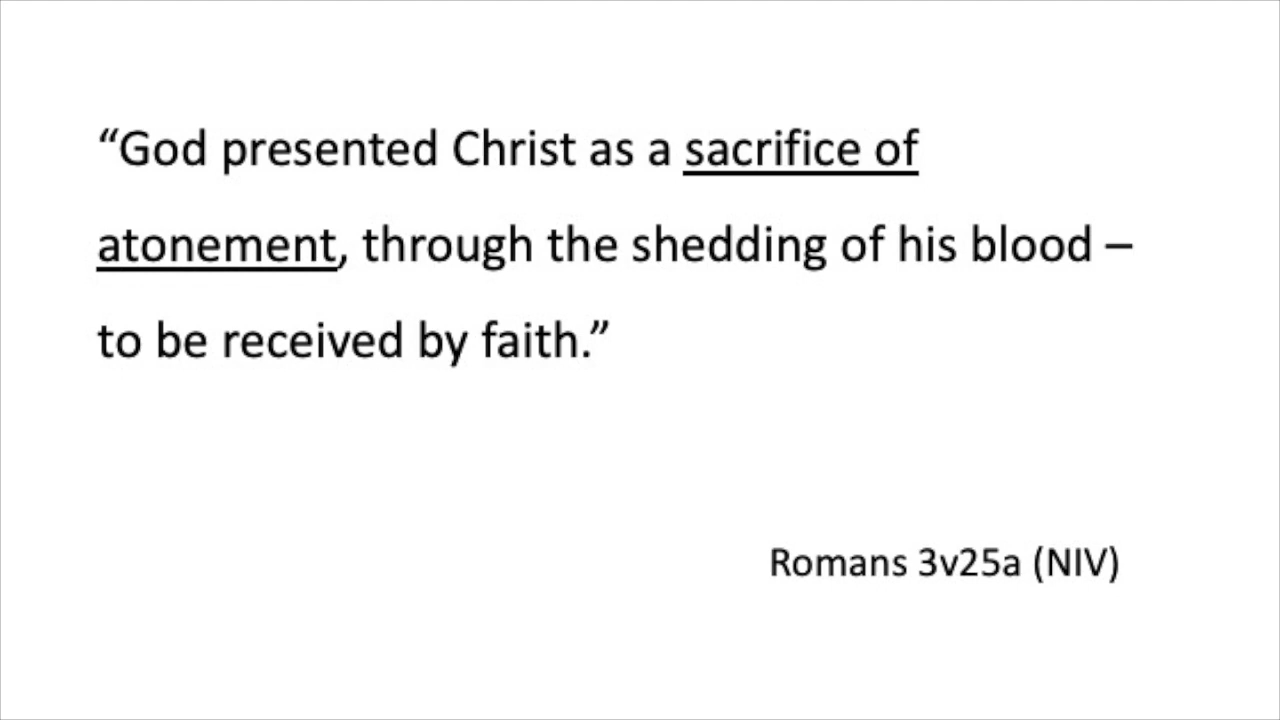 “God presented Christ as a sacrifice of
atonement, through the shedding of his blood –
to be received by faith.”
Romans 3v25a (NIV)